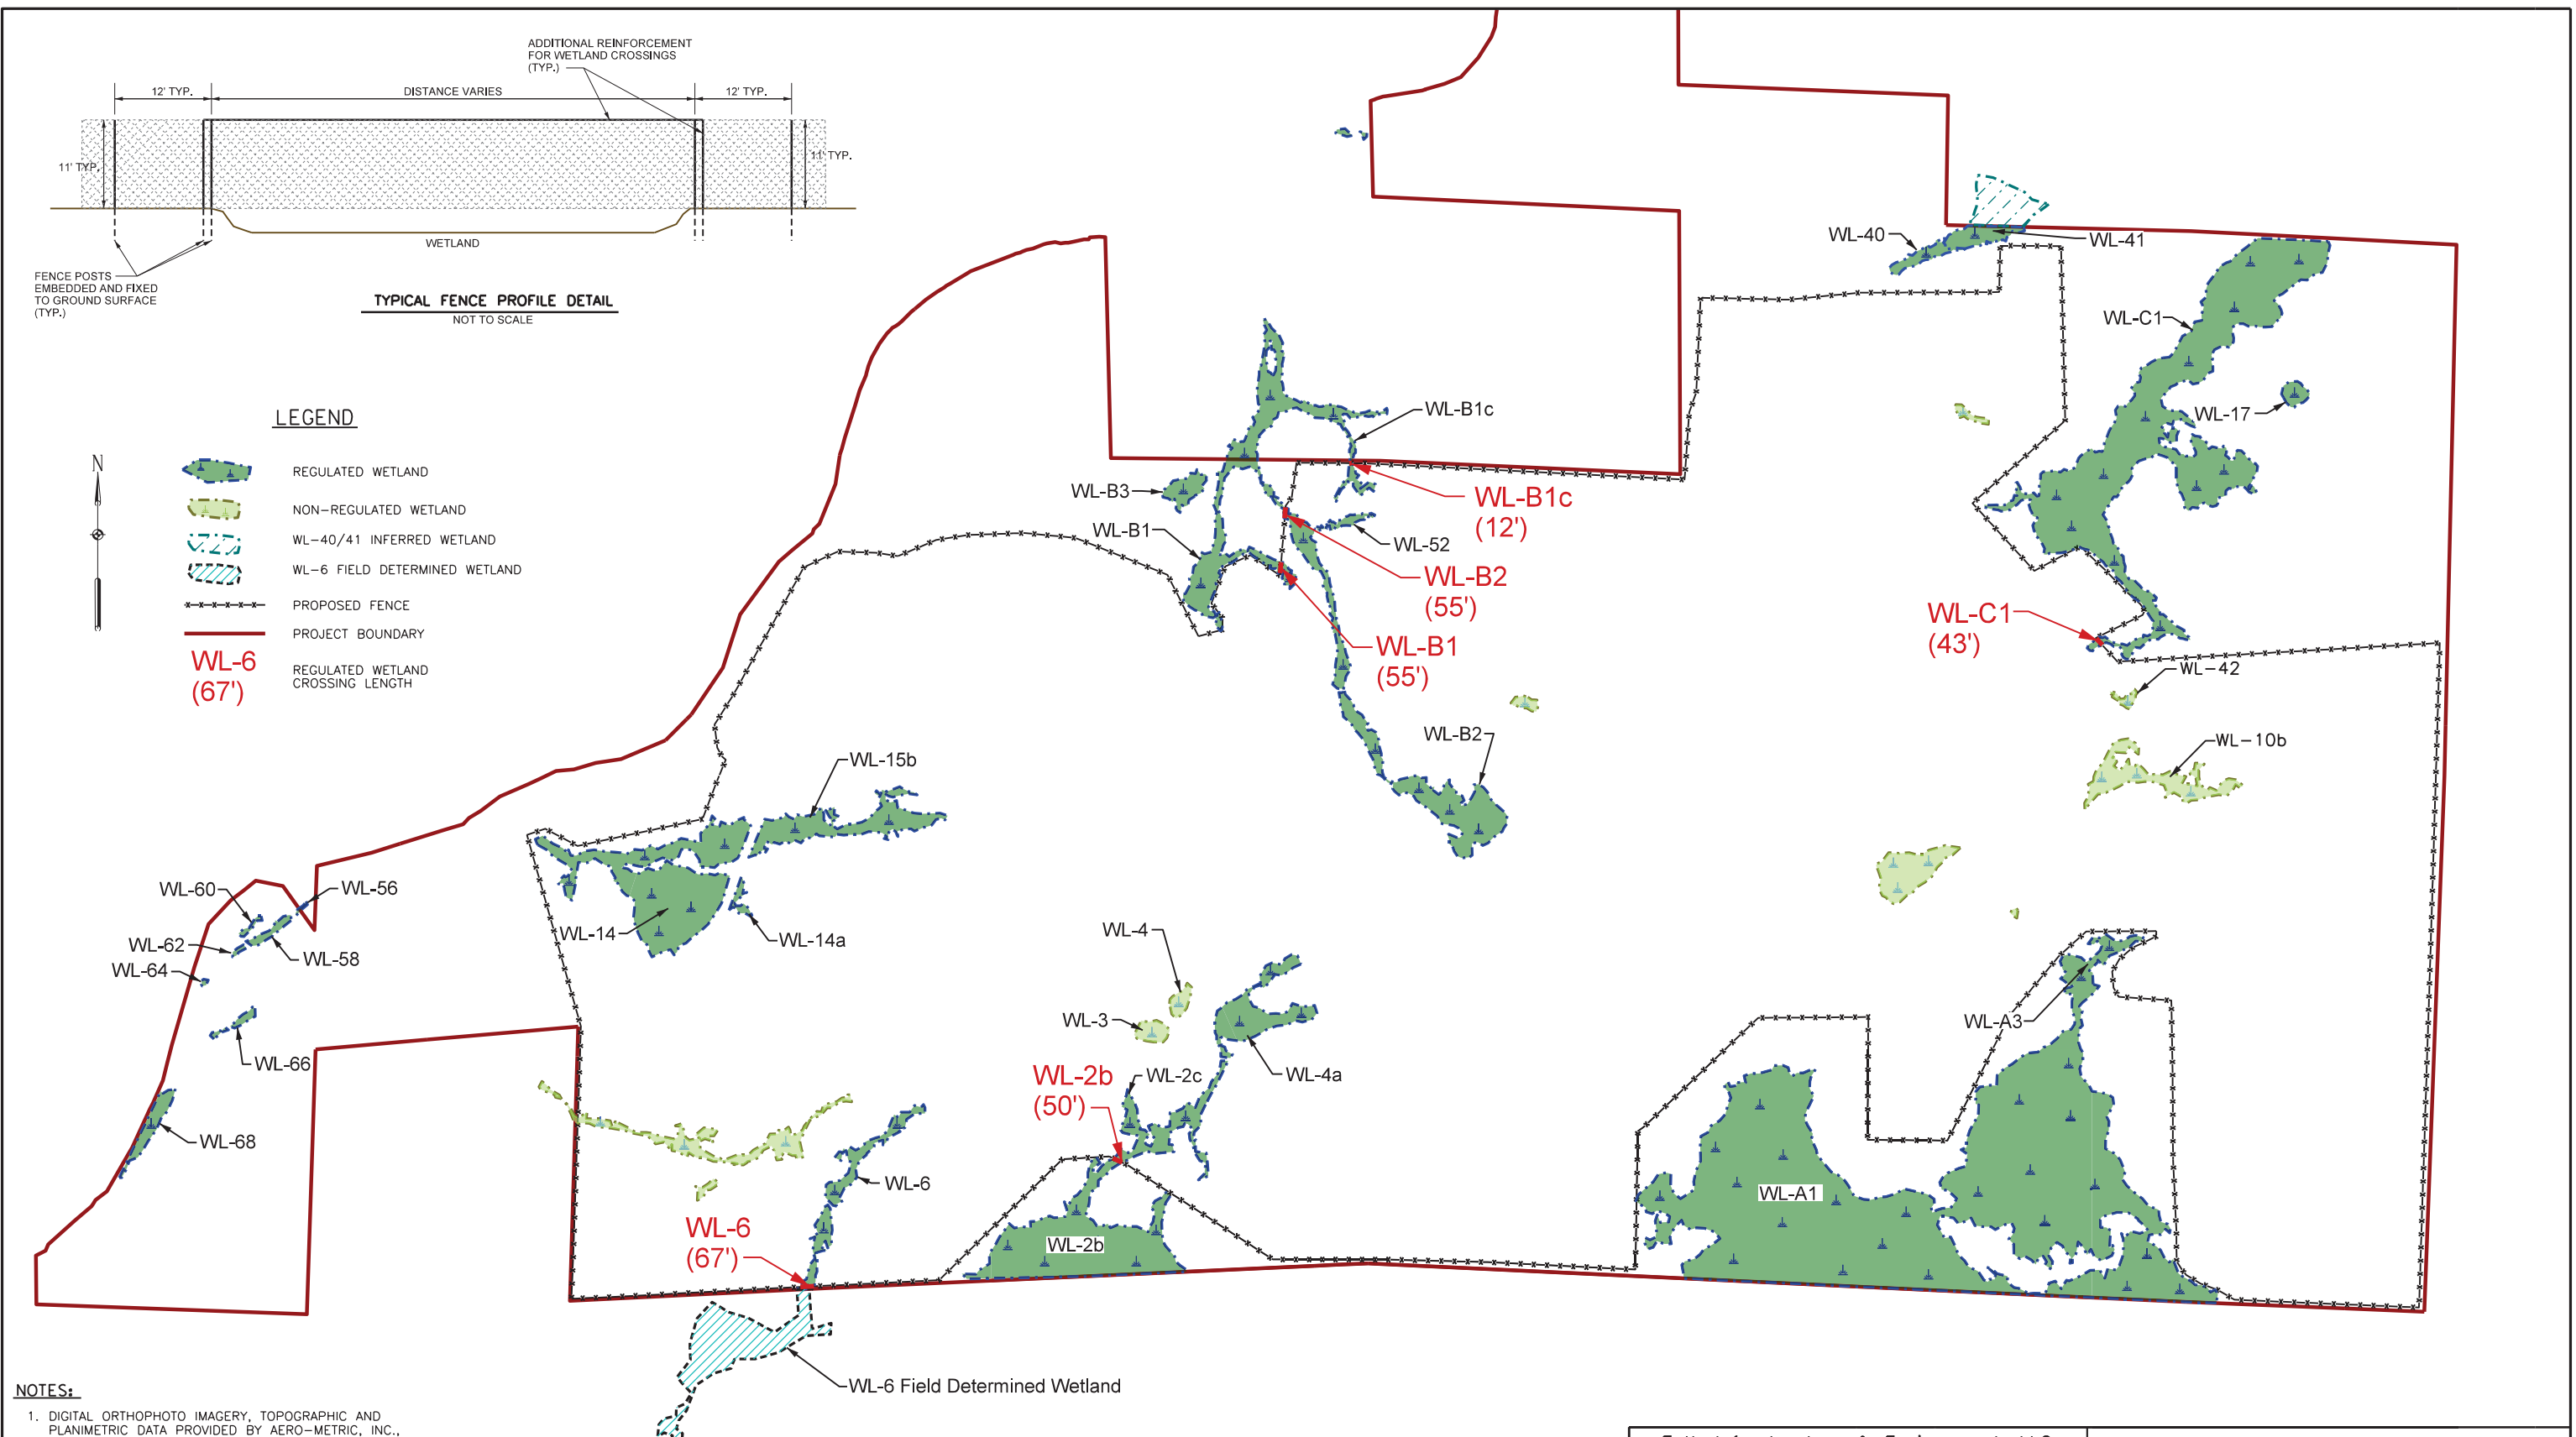 ADDITIONAL REINFORCEMENT
FOR WETLAND CROSSINGS
(TYP.)
12' TYP.
DISTANCE VARIES
12' TYP.
11' TYP.
11' TYP.
WETLAND
FENCE POSTS
EMBEDDED AND FIXED
TO GROUND SURFACE
(TYP.)
TYPICAL FENCE PROFILE DETAIL
NOT TO SCALE
LEGEND
N
REGULATED WETLAND
NON-REGULATED WETLAND
WL-40/41 INFERRED WETLAND
WL-6 FIELD DETERMINED WETLAND
PROPOSED FENCE
PROJECT BOUNDARY
WL-6
(67')
REGULATED WETLAND
CROSSING LENGTH
WL-40
WL-41
WL-C1
WL-17
WL-B1c
WL-B3
WL-B1c
(12')
WL-B1
WL-52
WL-B2
(55')
WL-B1
(55')
WL-C1
(43')
WL-42
WL-B2
WL-10b
WL-15b
WL-60
WL-56
WL-62
WL-58
WL-64
WL-14
WL-14a
WL-4
WL-3
WL-A3
WL-66
WL-2b
(50')
WL-2c
WL-4a
WL-68
WL-6
WL-A1
WL-6
(67')
WL-2b
WL-6 Field Determined Wetland
NOTES:
1. DIGITAL ORTHOPHOTO IMAGERY, TOPOGRAPHIC AND
PLANIMETRIC DATA PROVIDED BY AERO-METRIC, INC.,